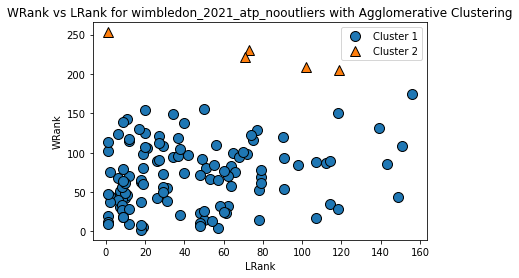 WRank vs LRank for wimbledon_2021_atp_nooutliers with Agglomerative Clustering
Cluster 1
Cluster 2
250
200
150
100
50
0
WRank
0 20 40 60 80 100 120 140 160
LRank